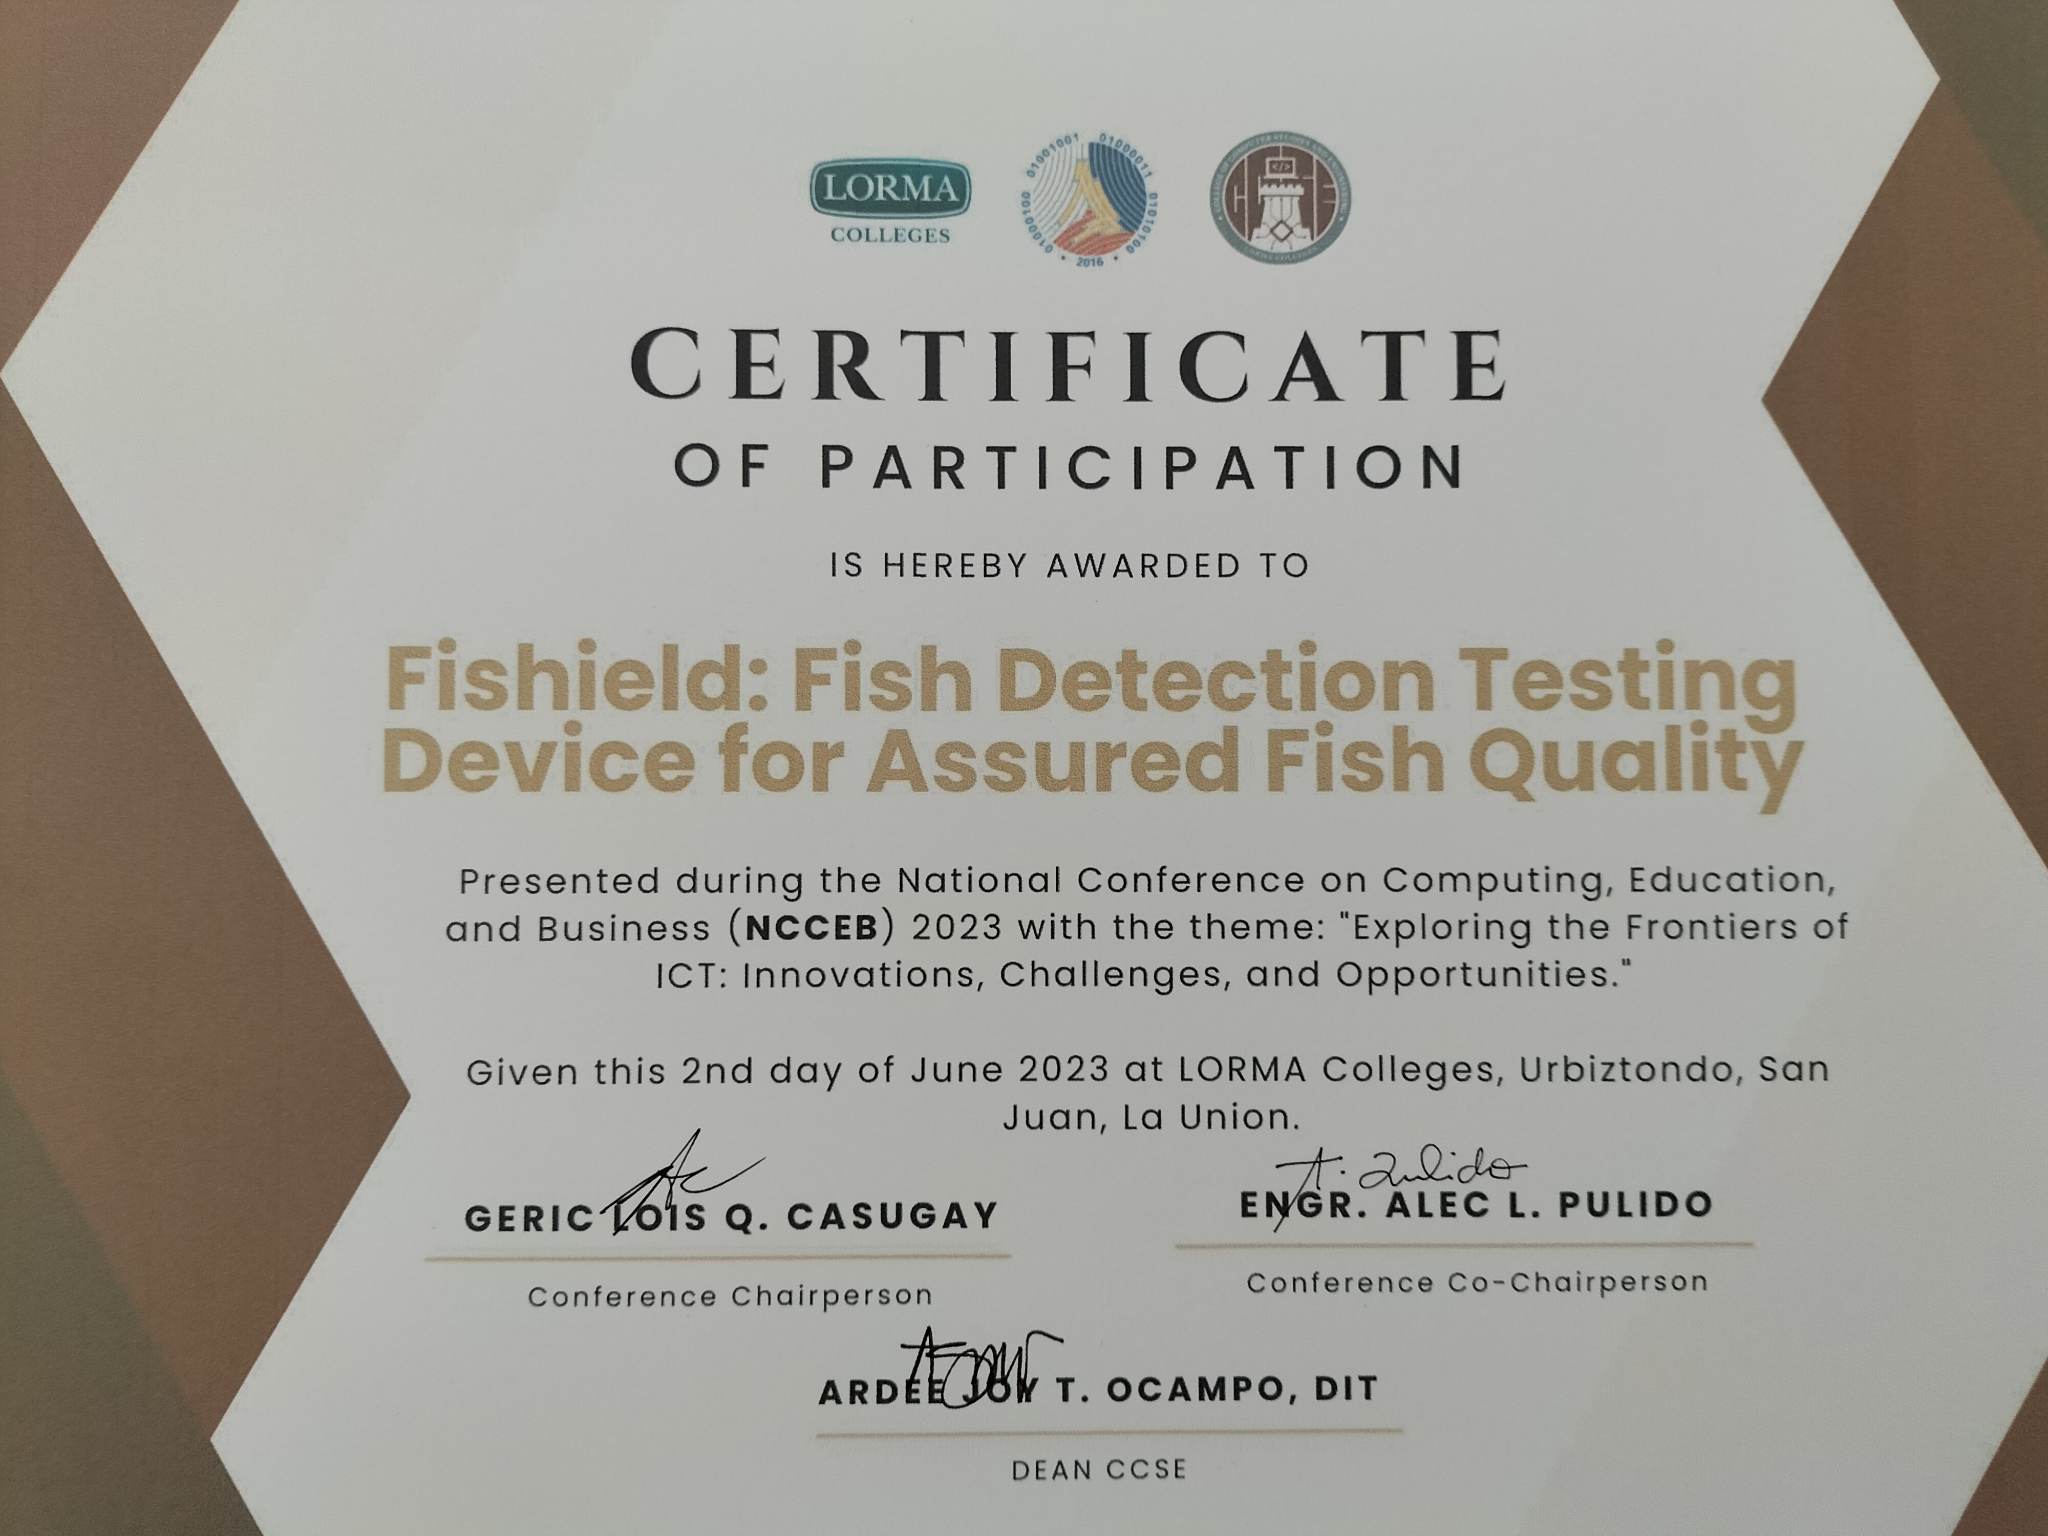 LORMA
COLLEGES
01000100 01001001 01000011 01010100
2016
CERTIFICATE
OF PARTICIPATION
IS HEREBY AWARDED TO
Fishield: Fish Detection Testing
Device for Assured Fish Quality
Presented during the National Conference on Computing, Education,
and Business (NCCEB) 2023 with the theme: "Exploring the Frontiers of
ICT: Innovations, Challenges, and Opportunities."
Given this 2nd day of June 2023 at LORMA Colleges, Urbiztondo, San
Juan, La Union.
A. Pulido
GERIC LOIS Q. CASUGAY
ENGR. ALEC L. PULIDO
Conference Chairperson
Conference Co-Chairperson
ARDEE JOY T. OCAMPO, DIT
DEAN CCSE